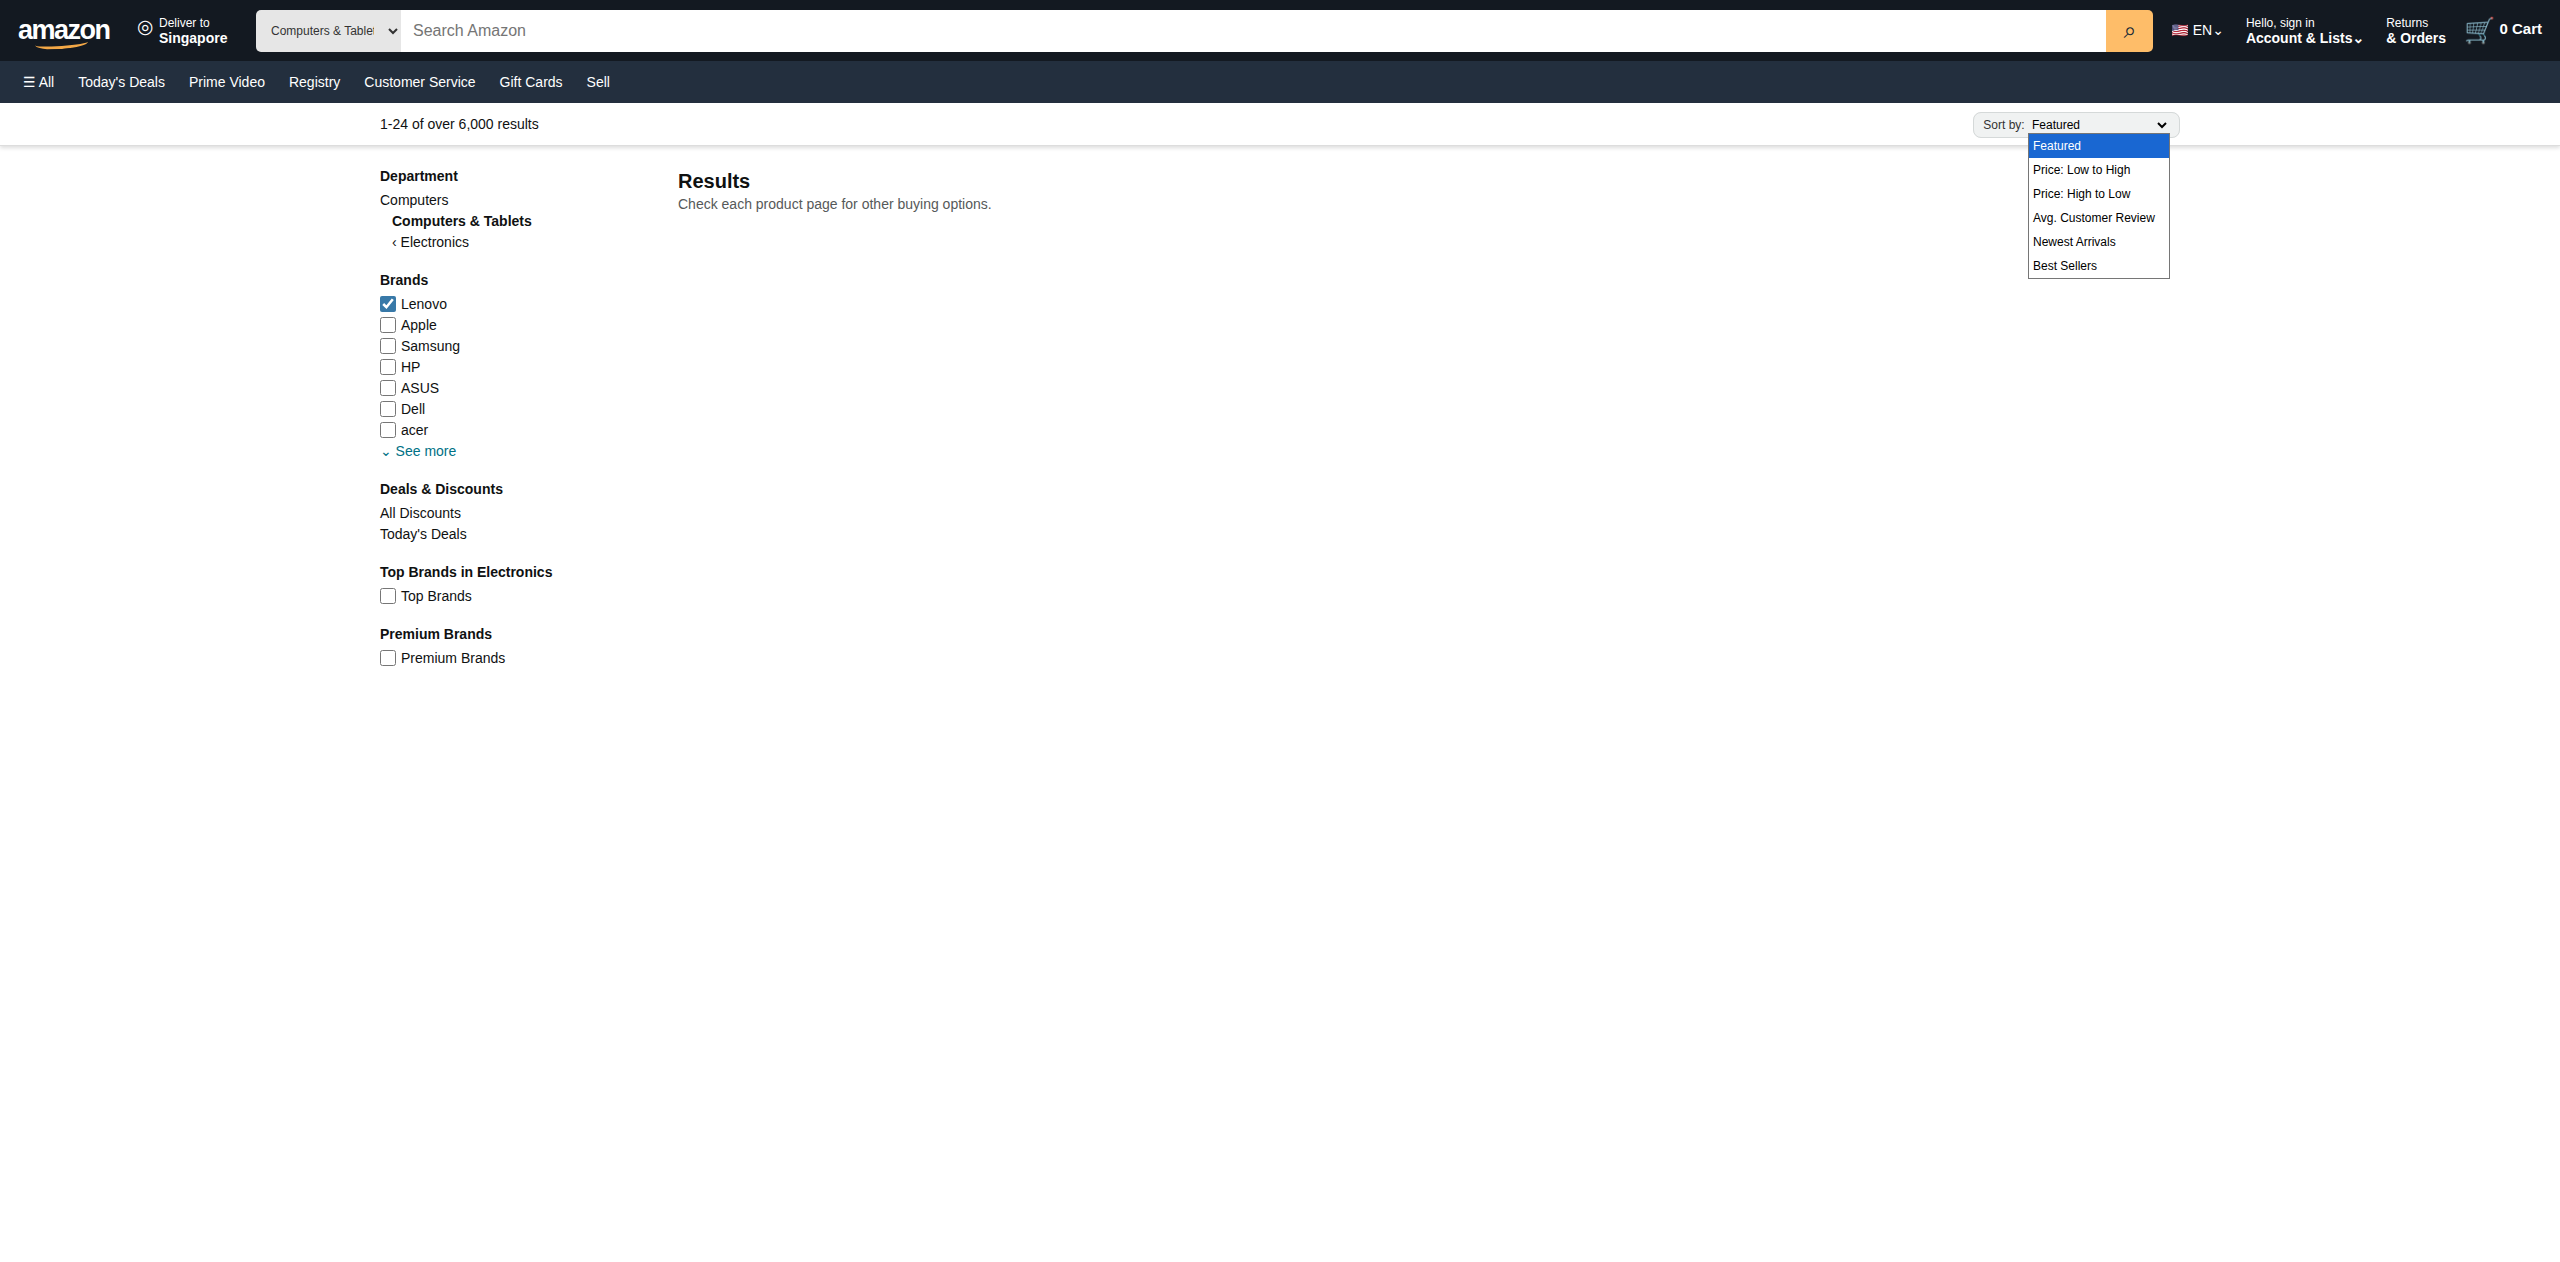 amazon
Deliver to
Singapore
Computers & Tablet
Search Amazon
EN
Hello, sign in
Account & Lists
Returns
& Orders
0 Cart
☰ All Today's Deals Prime Video Registry Customer Service Gift Cards Sell
1-24 of over 6,000 results
Sort by: Featured
Featured
Price: Low to High
Price: High to Low
Avg. Customer Review
Newest Arrivals
Best Sellers
Department
Computers
Computers & Tablets
‹ Electronics
Brands
Lenovo
Apple
Samsung
HP
ASUS
Dell
acer
See more
Deals & Discounts
All Discounts
Today's Deals
Top Brands in Electronics
Top Brands
Premium Brands
Premium Brands
Results
Check each product page for other buying options.